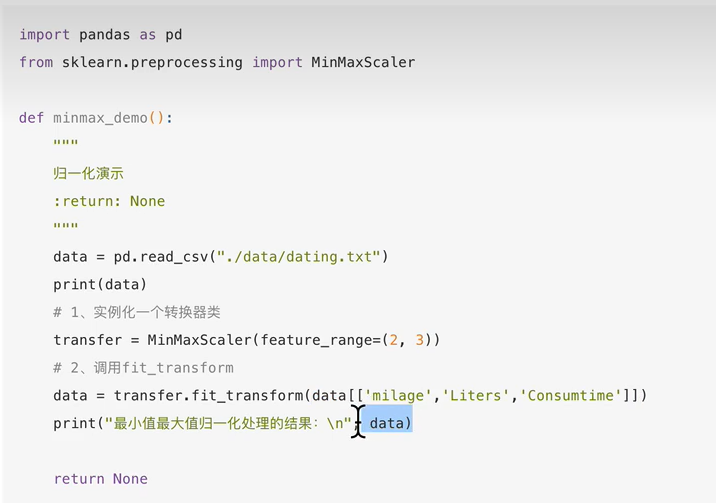 import pandas as pd
from sklearn.preprocessing import MinMaxScaler
def minmax_demo():
"""
归一化演示
:return: None
"""
data = pd.read_csv("./data/dating.txt")
print(data)
# 1、实例化一个转换器类
transfer = MinMaxScaler(feature_range=(2, 3))
# 2、调用fit_transform
data = transfer.fit_transform(data[['milage','Liters','Consumtime']])
print("最小值最大值归一化处理的结果：\n", data)
return None